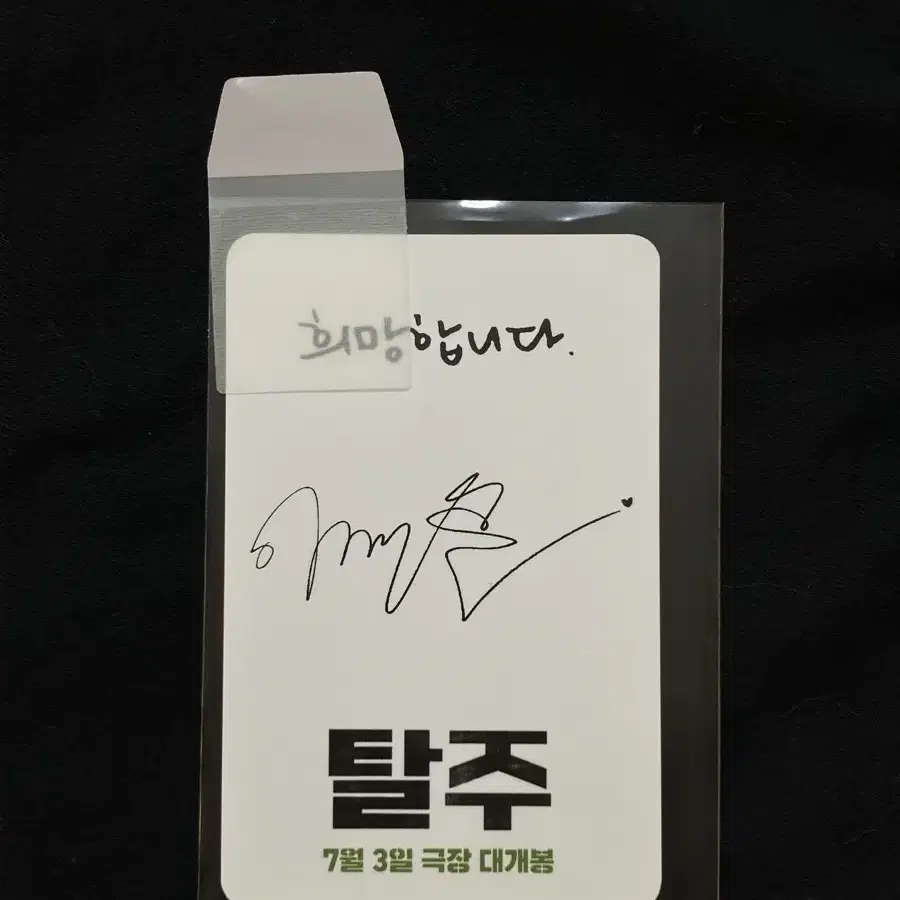 희망합니다.
탈주
7월 3일 극장 대개봉